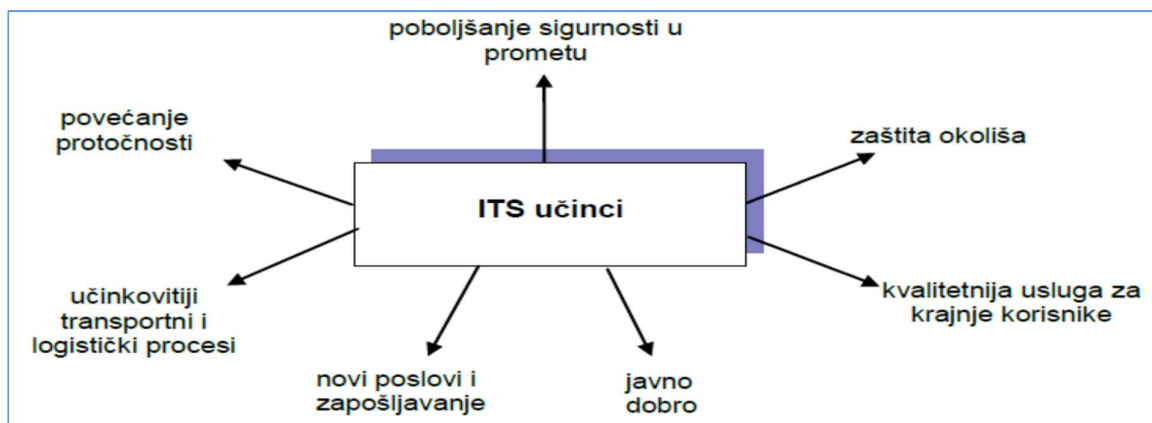 poboljšanje sigurnosti u
prometu
povećanje
protočnosti
zaštita okoliša
ITS učinci
učinkovitiji
transportni i
logistički procesi
kvalitetnija usluga za
krajnje korisnike
novi poslovi i
zapošljavanje
javno
dobro